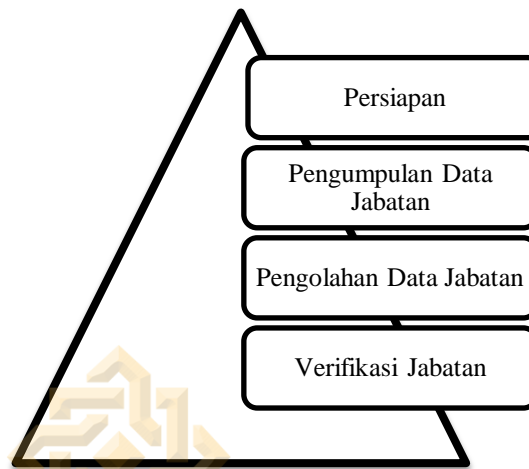 Persiapan
Pengumpulan Data
Jabatan
Pengolahan Data Jabatan
Verifikasi Jabatan